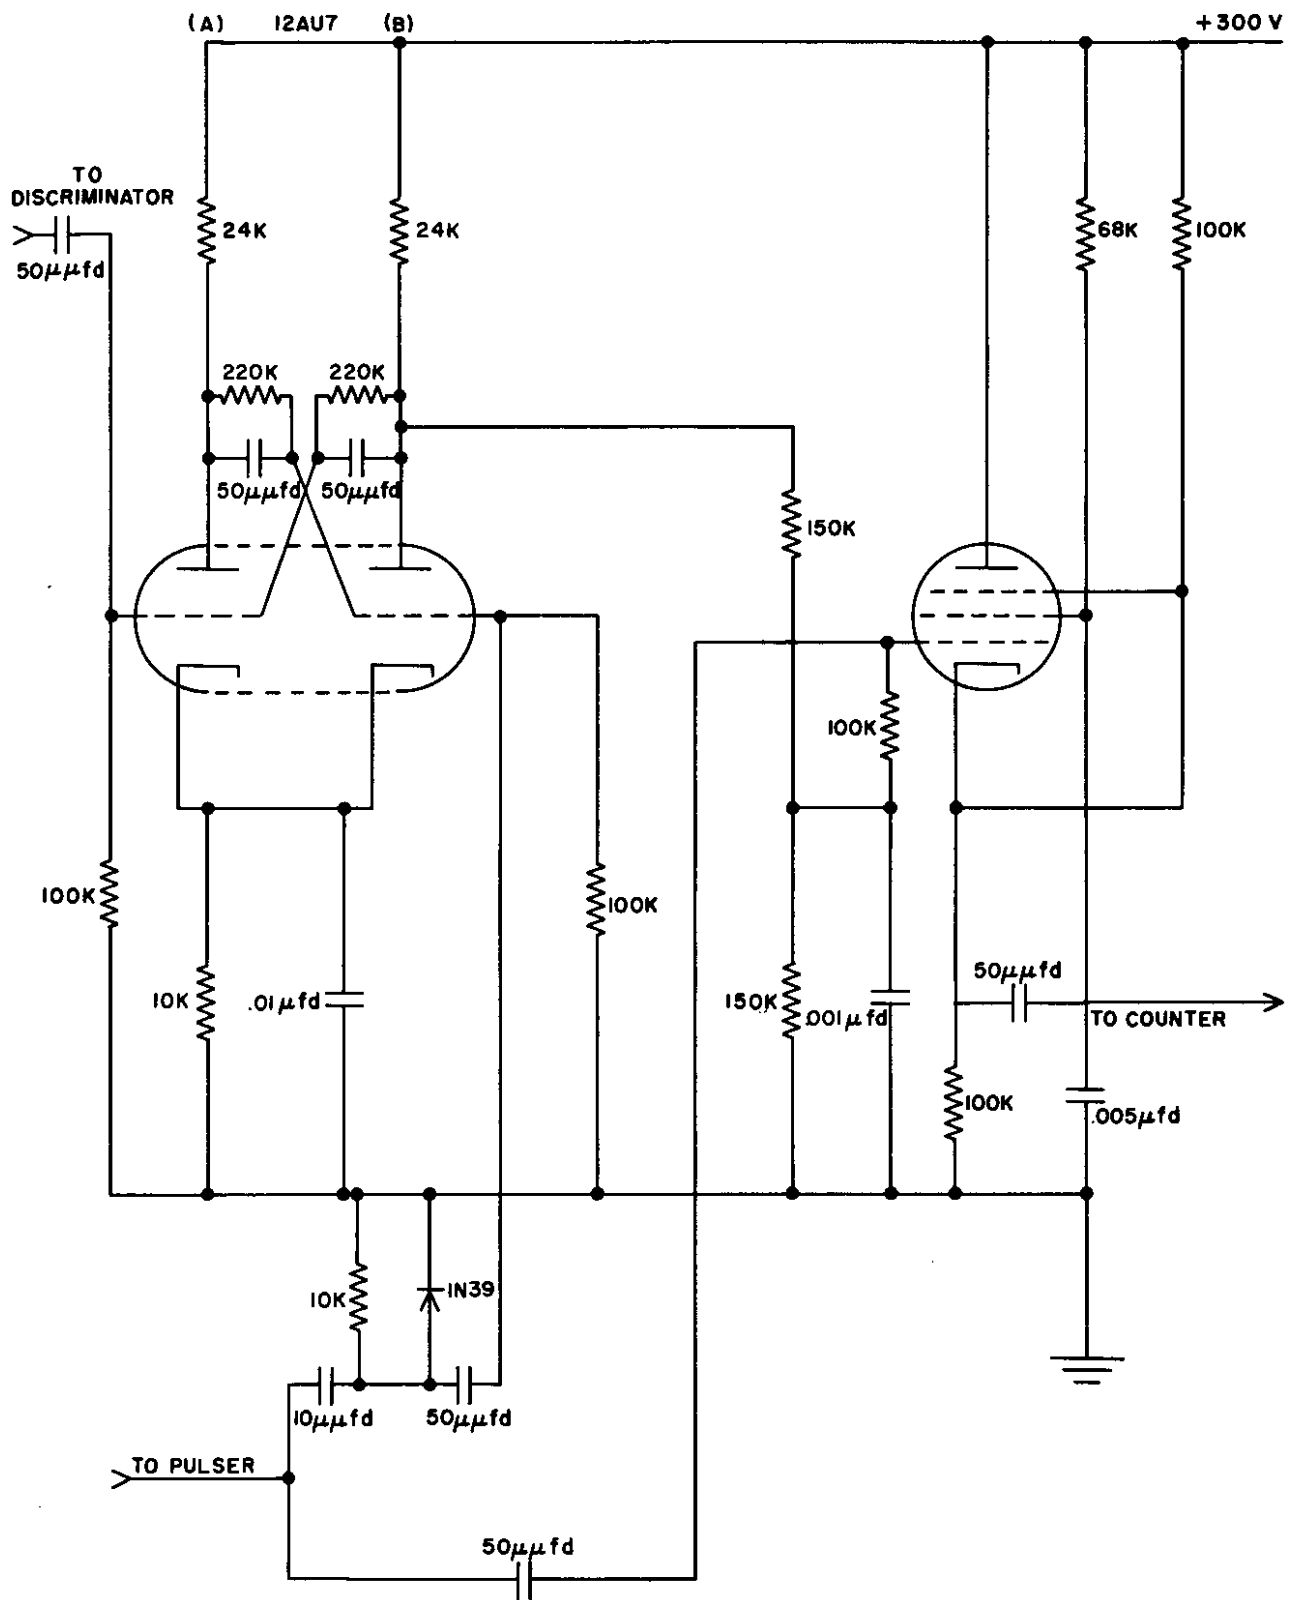 (A) 12AU7 (B) +300 V
TO
DISCRIMINATOR
24K
24K
68K
100K
50μμfd
220K
220K
50μμfd
50μμfd
150K
100K
100K
100K
50μμfd
10K
.01μfd
150K
.001μfd
TO COUNTER
100K
.005μfd
10K
1N39
10μμfd
50μμfd
TO PULSER
50μμfd